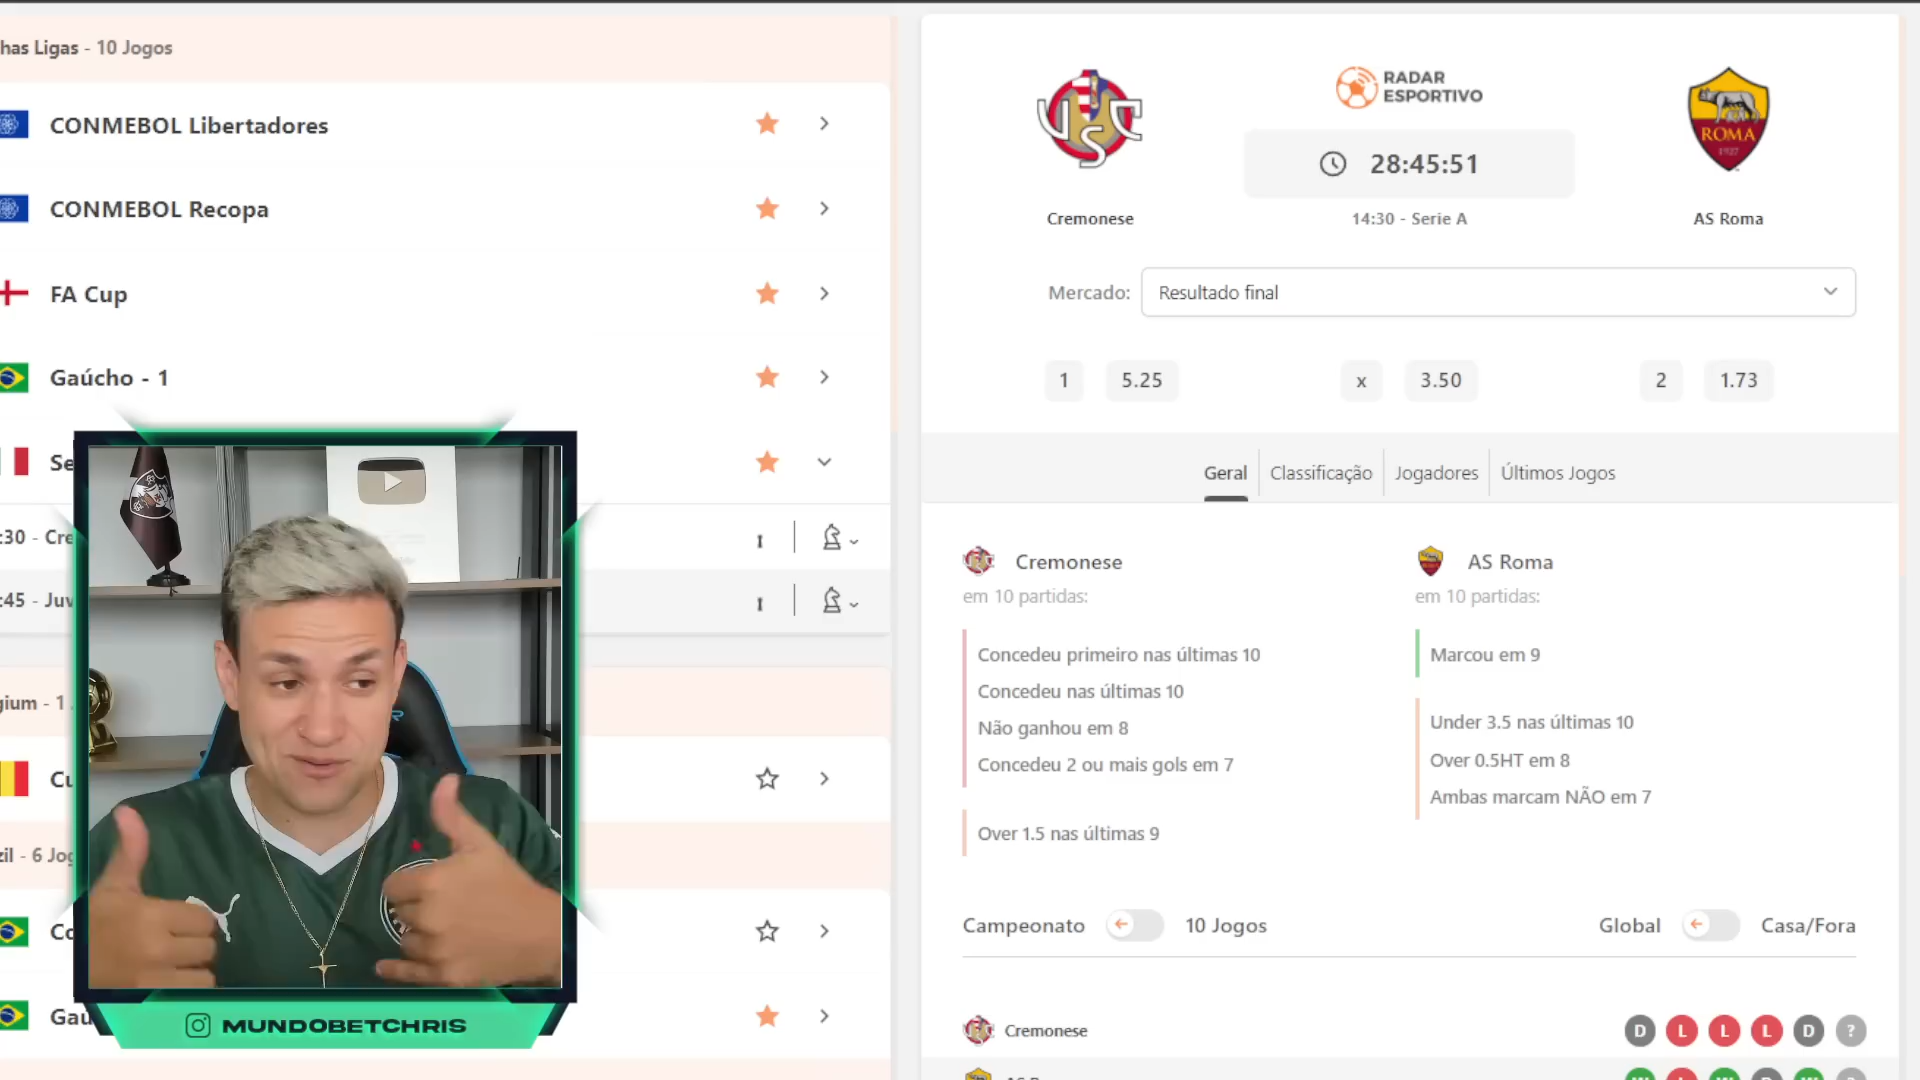 has Ligas - 10 Jogos
CONMEBOL Libertadores
CONMEBOL Recopa
FA Cup
Gaúcho - 1
Se
:30 - Cre
:45 - Juv
gium - 1
Cu
zil - 6 Jog
Co
Gau
MUNDOBETCHRIS
RADAR
ESPORTIVO
28:45:51
ROMA
1927
Cremonese
14:30 - Serie A
AS Roma
Mercado: Resultado final
1 5.25 x 3.50 2 1.73
Geral Classificação Jogadores Últimos Jogos
Cremonese
em 10 partidas:
Concedeu primeiro nas últimas 10
Concedeu nas últimas 10
Não ganhou em 8
Concedeu 2 ou mais gols em 7
Over 1.5 nas últimas 9
AS Roma
em 10 partidas:
Marcou em 9
Under 3.5 nas últimas 10
Over 0.5HT em 8
Ambas marcam NÃO em 7
Campeonato 10 Jogos Global Casa/Fora
Cremonese D L L L D ?